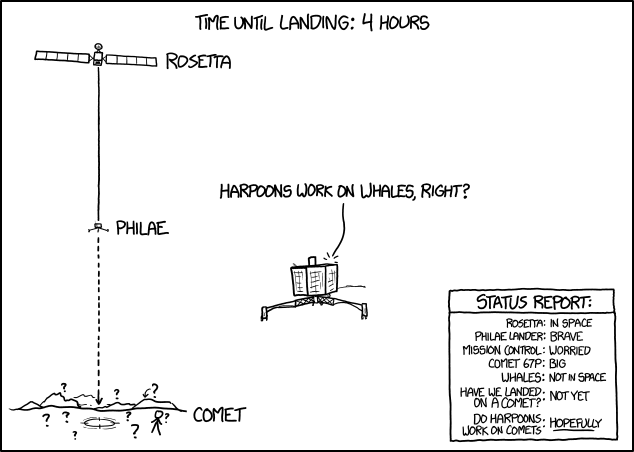 TIME UNTIL LANDING: 4 HOURS
ROSETTA
HARPOONS WORK ON WHALES, RIGHT?
PHILAE
STATUS REPORT:
ROSETTA: IN SPACE
PHILAE LANDER: BRAVE
MISSION CONTROL: WORRIED
COMET 67P: BIG
WHALES: NOT IN SPACE
HAVE WE LANDED
ON A COMET?: NOT YET
DO HARPOONS
WORK ON COMETS: HOPEFULLY
?
?
?
COMET
?
?
?
?
?
?